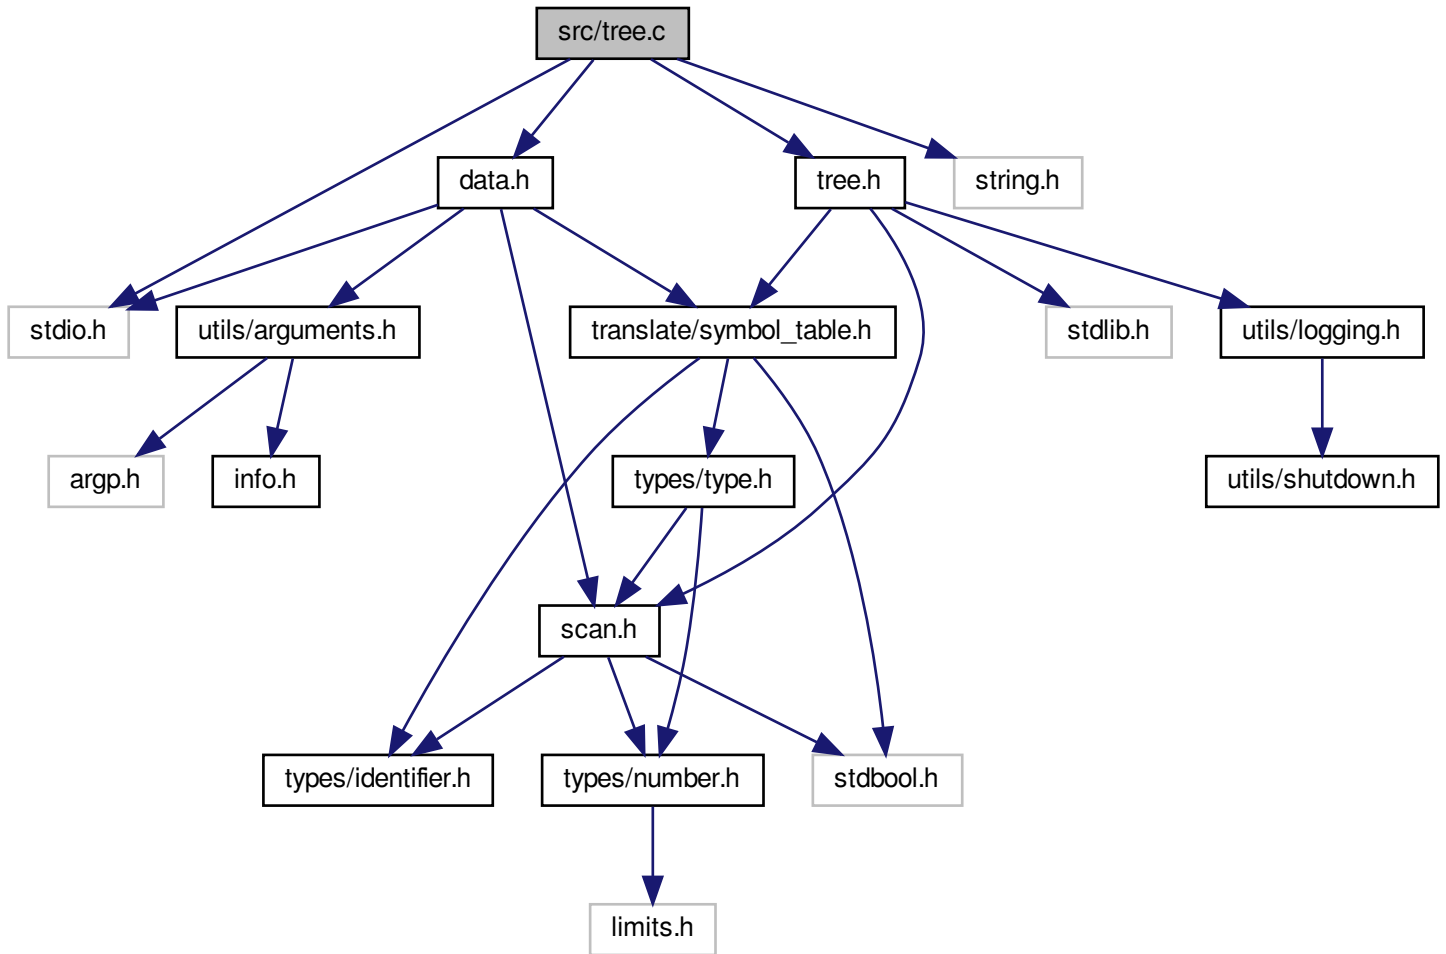 src/tree.c
data.h
tree.h
string.h
stdio.h
utils/arguments.h
translate/symbol_table.h
stdlib.h
utils/logging.h
argp.h
info.h
types/type.h
utils/shutdown.h
scan.h
types/identifier.h
types/number.h
stdbool.h
limits.h